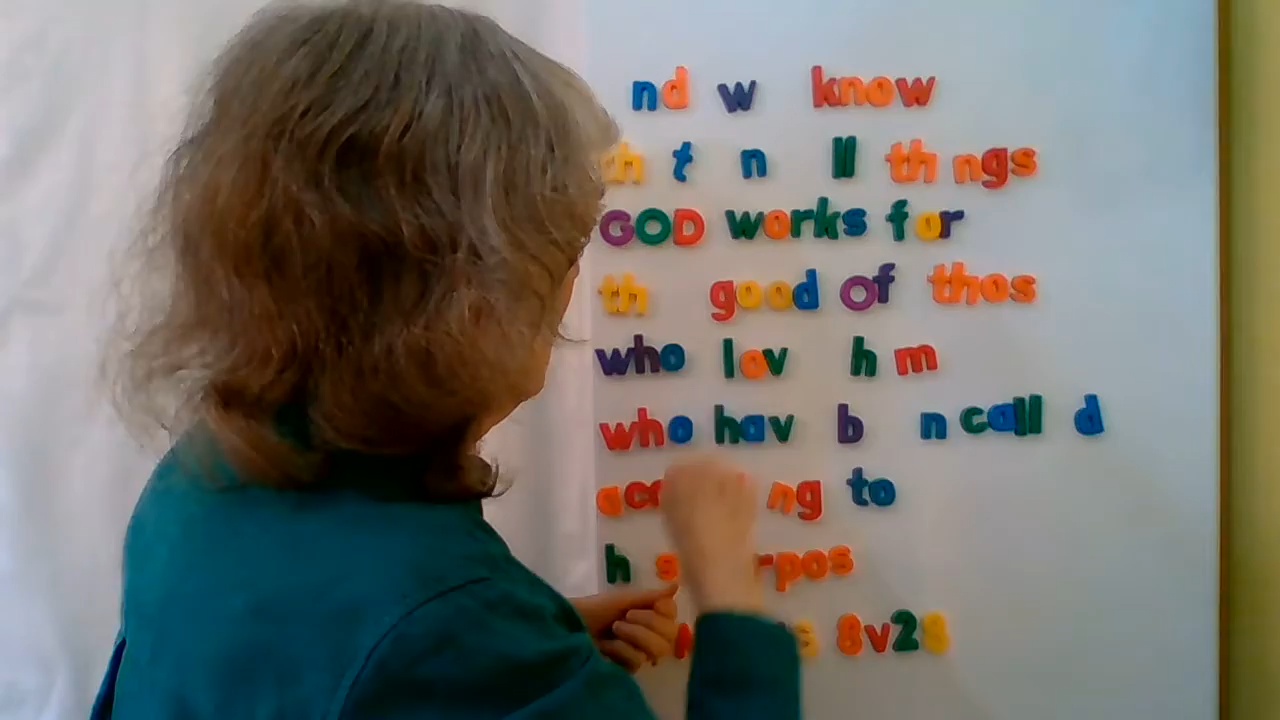 nd w know
th t n ll th ngs
GOD works for
th good of thos
who lov h m
who hav b n call d
ng to
h s
8v28